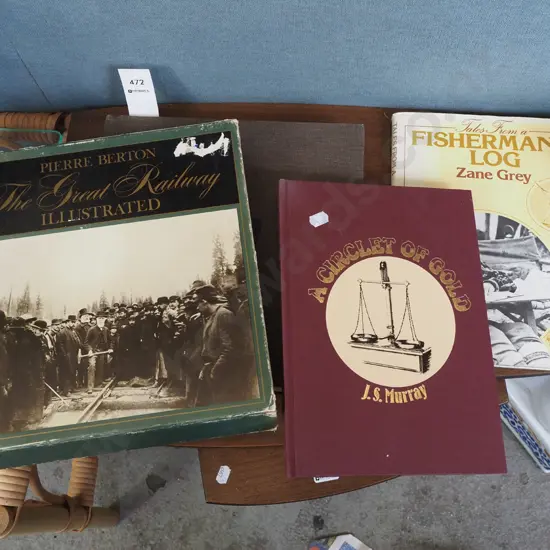 472
PIERRE BERTON
The Great Railway
ILLUSTRATED
A CIRCLET OF GOLD
J.S. Murray
Tales From a
FISHERMAN'S
LOG
Zane Grey